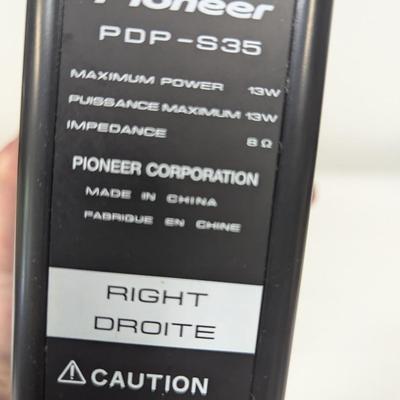 Pioneer
PDP-S35
MAXIMUM POWER 13W
PUISSANCE MAXIMUM 13W
IMPEDANCE 8Ω
PIONEER CORPORATION
MADE IN CHINA
FABRIQUE EN CHINE
RIGHT
DROITE
⚠ CAUTION